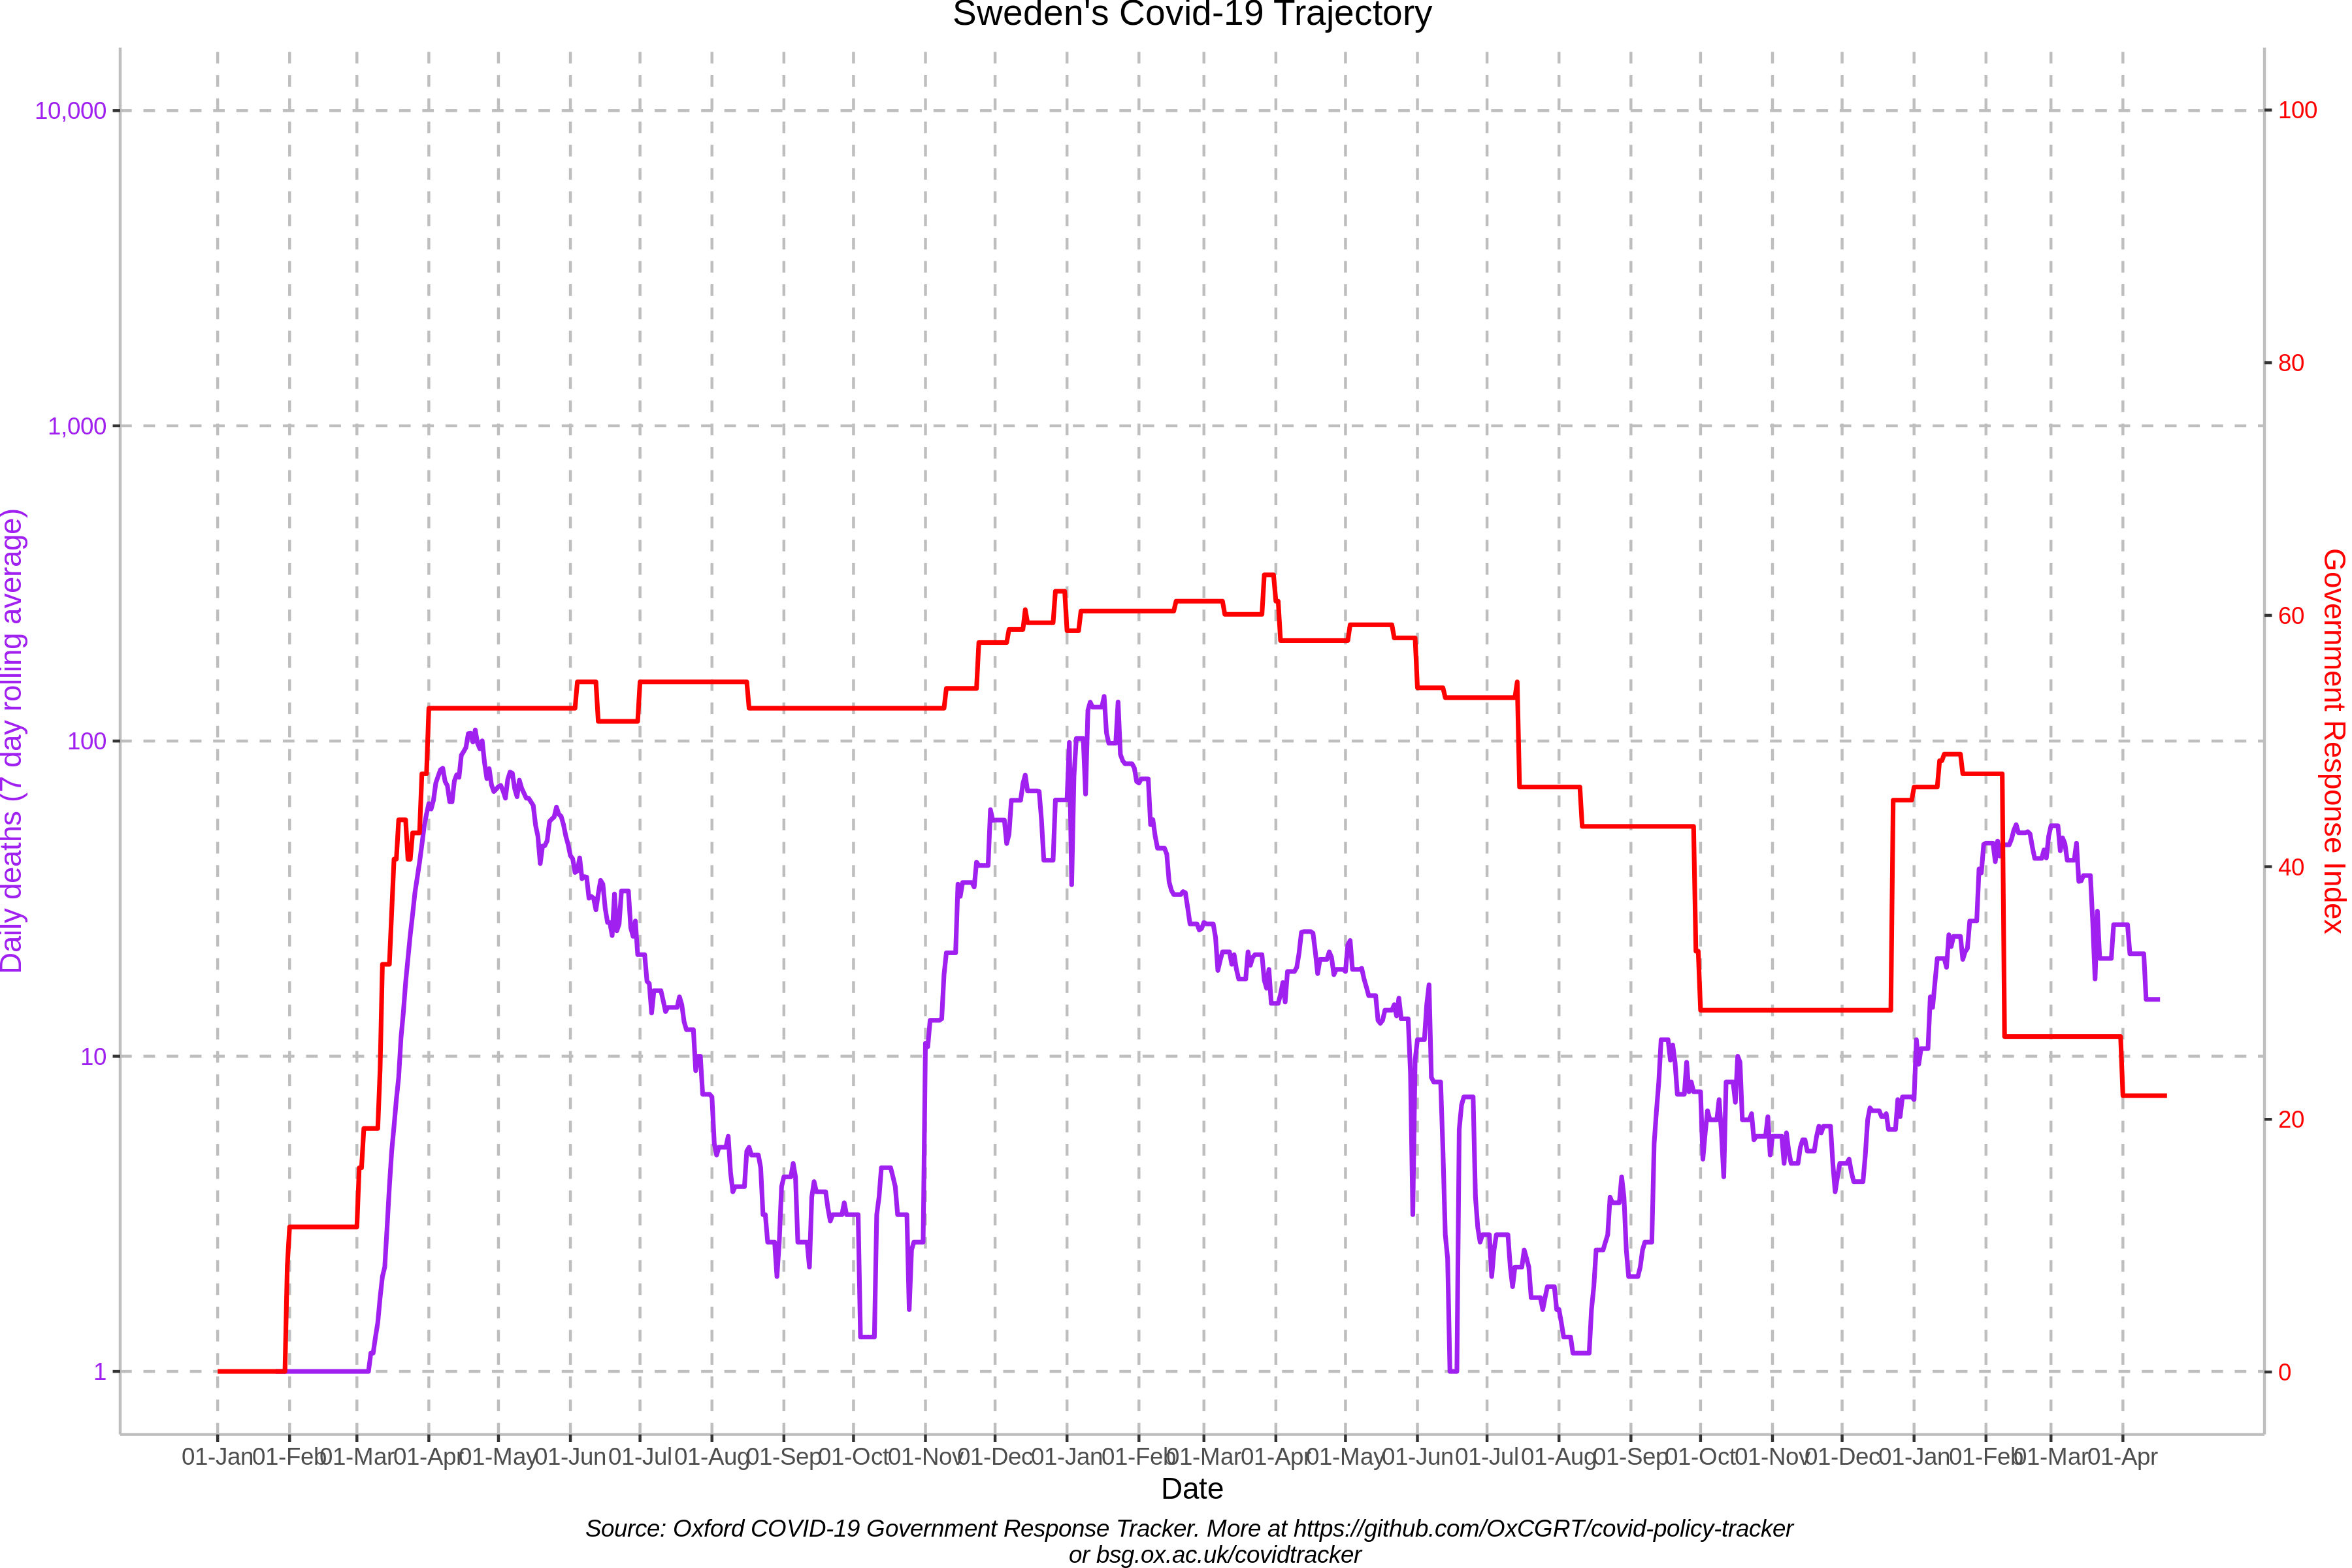 Sweden's Covid-19 Trajectory
10,000
1,000
100
10
1
Daily deaths (7 day rolling average)
100
80
60
40
20
0
Government Response Index
01-Jan 01-Feb 01-Mar 01-Apr 01-May 01-Jun 01-Jul 01-Aug 01-Sep 01-Oct 01-Nov 01-Dec 01-Jan 01-Feb 01-Mar 01-Apr 01-May 01-Jun 01-Jul 01-Aug 01-Sep 01-Oct 01-Nov 01-Dec 01-Jan 01-Feb 01-Mar 01-Apr
Date
Source: Oxford COVID-19 Government Response Tracker. More at https://github.com/OxCGRT/covid-policy-tracker
or bsg.ox.ac.uk/covidtracker